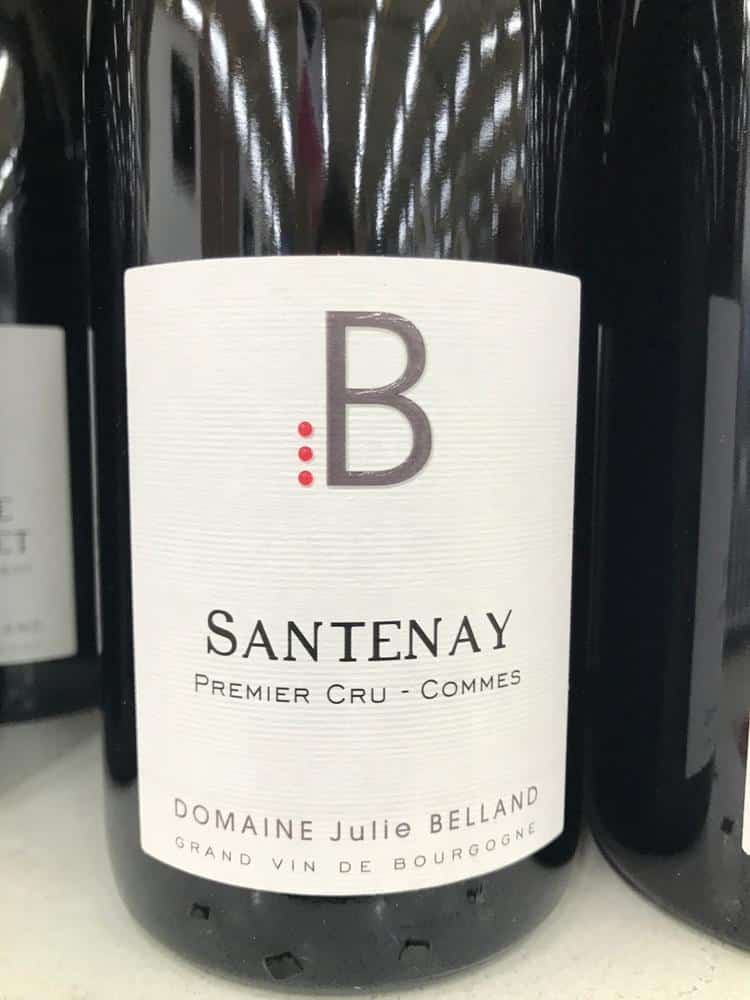 B
SANTENAY
PREMIER CRU - COMMES
DOMAINE Julie BELLAND
GRAND VIN DE BOURGOGNE